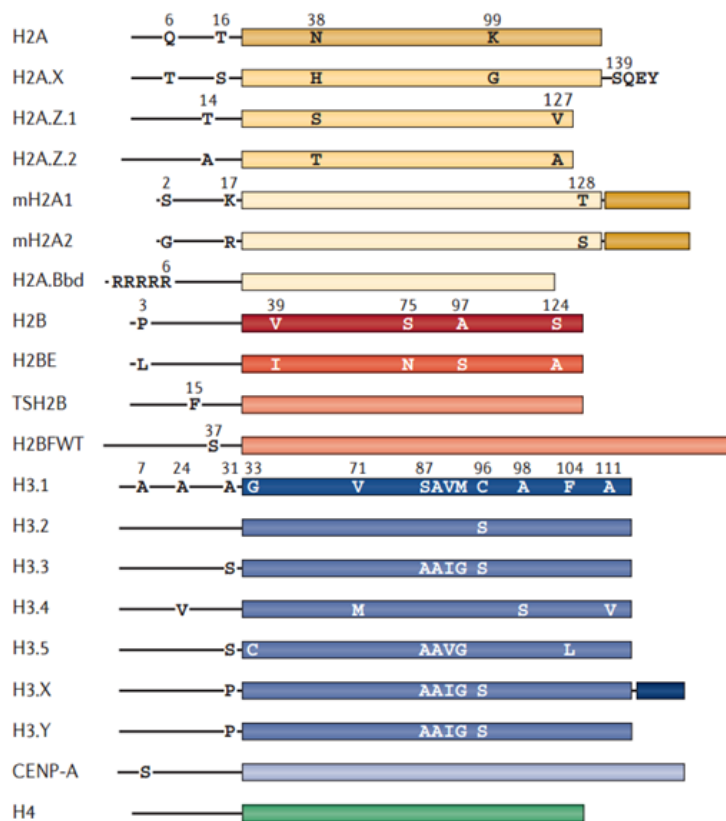 6 16 38 99
H2A Q T N K
139
H2A.X T S H G SQEY
14 127
H2A.Z.1 T S V
H2A.Z.2 A T A
2 17 128
mH2A1 S K T
mH2A2 G R S
6
H2A.Bbd RRRRR
3 39 75 97 124
H2B P V S A S
H2BE L I N S A
15
TSH2B F
37
H2BFWT S
7 24 31 33 71 87 96 98 104 111
H3.1 A A A G V SAVM C A F A
H3.2 S
H3.3 S AAIG S
H3.4 V M S V
H3.5 S C AAVG L
H3.X P AAIG S
H3.Y P AAIG S
CENP-A S
H4